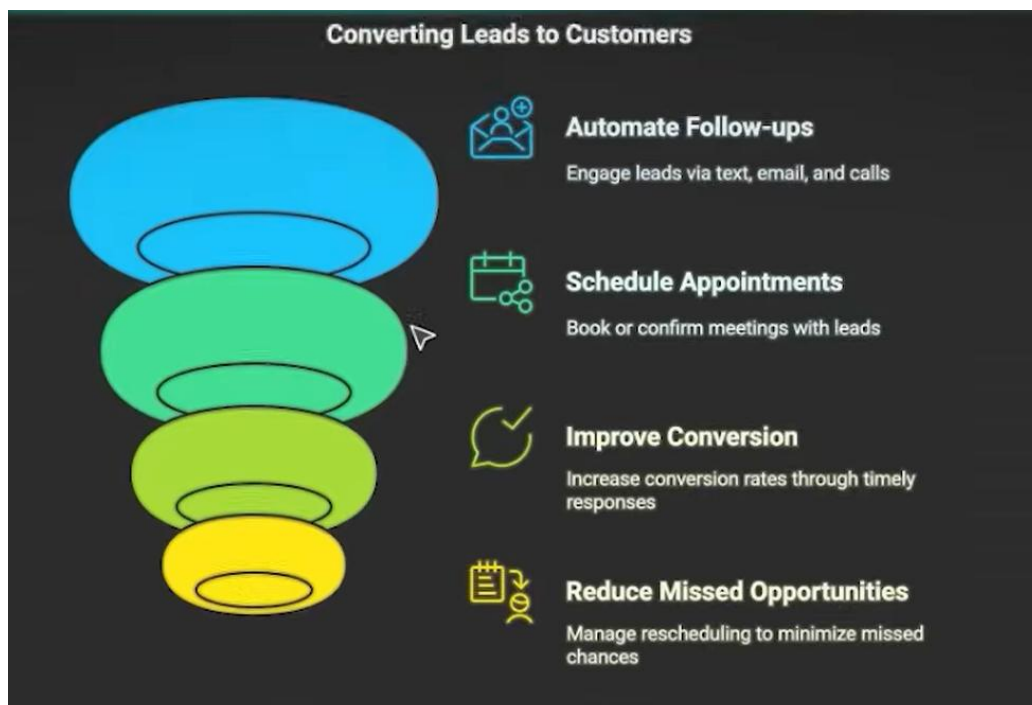 Converting Leads to Customers
Automate Follow-ups
Engage leads via text, email, and calls
Schedule Appointments
Book or confirm meetings with leads
Improve Conversion
Increase conversion rates through timely
responses
Reduce Missed Opportunities
Manage rescheduling to minimize missed
chances